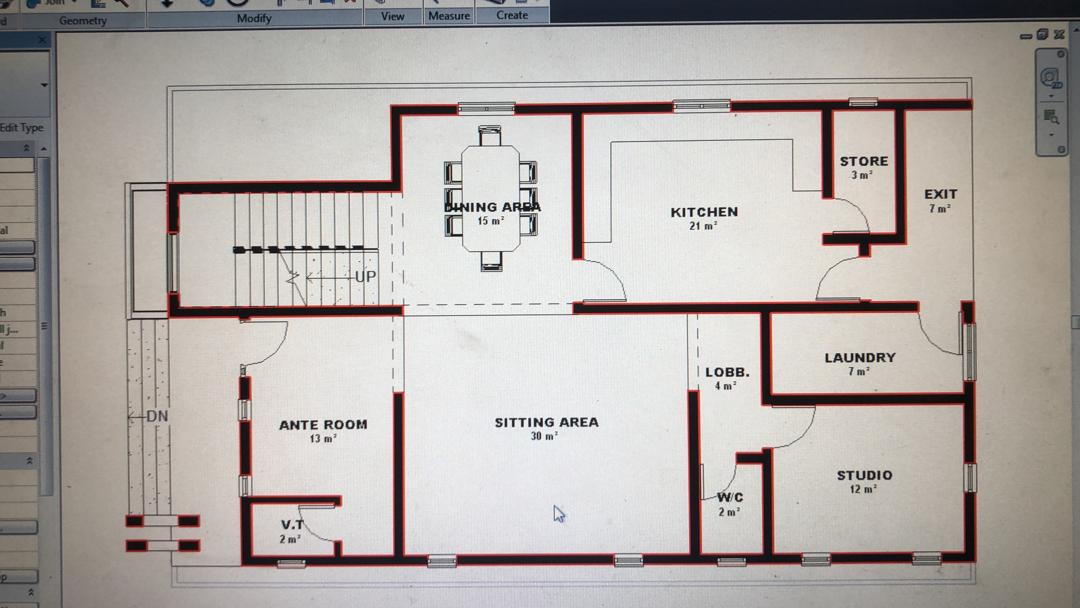 Join
Geometry
Modify
View
Measure
Create
Edit Type
STORE
3 m²
EXIT
7 m²
DINING AREA
15 m²
KITCHEN
21 m²
UP
LAUNDRY
7 m²
LOBB.
4 m²
DN
ANTE ROOM
13 m²
SITTING AREA
30 m²
STUDIO
12 m²
W/C
2 m²
V.T
2 m²